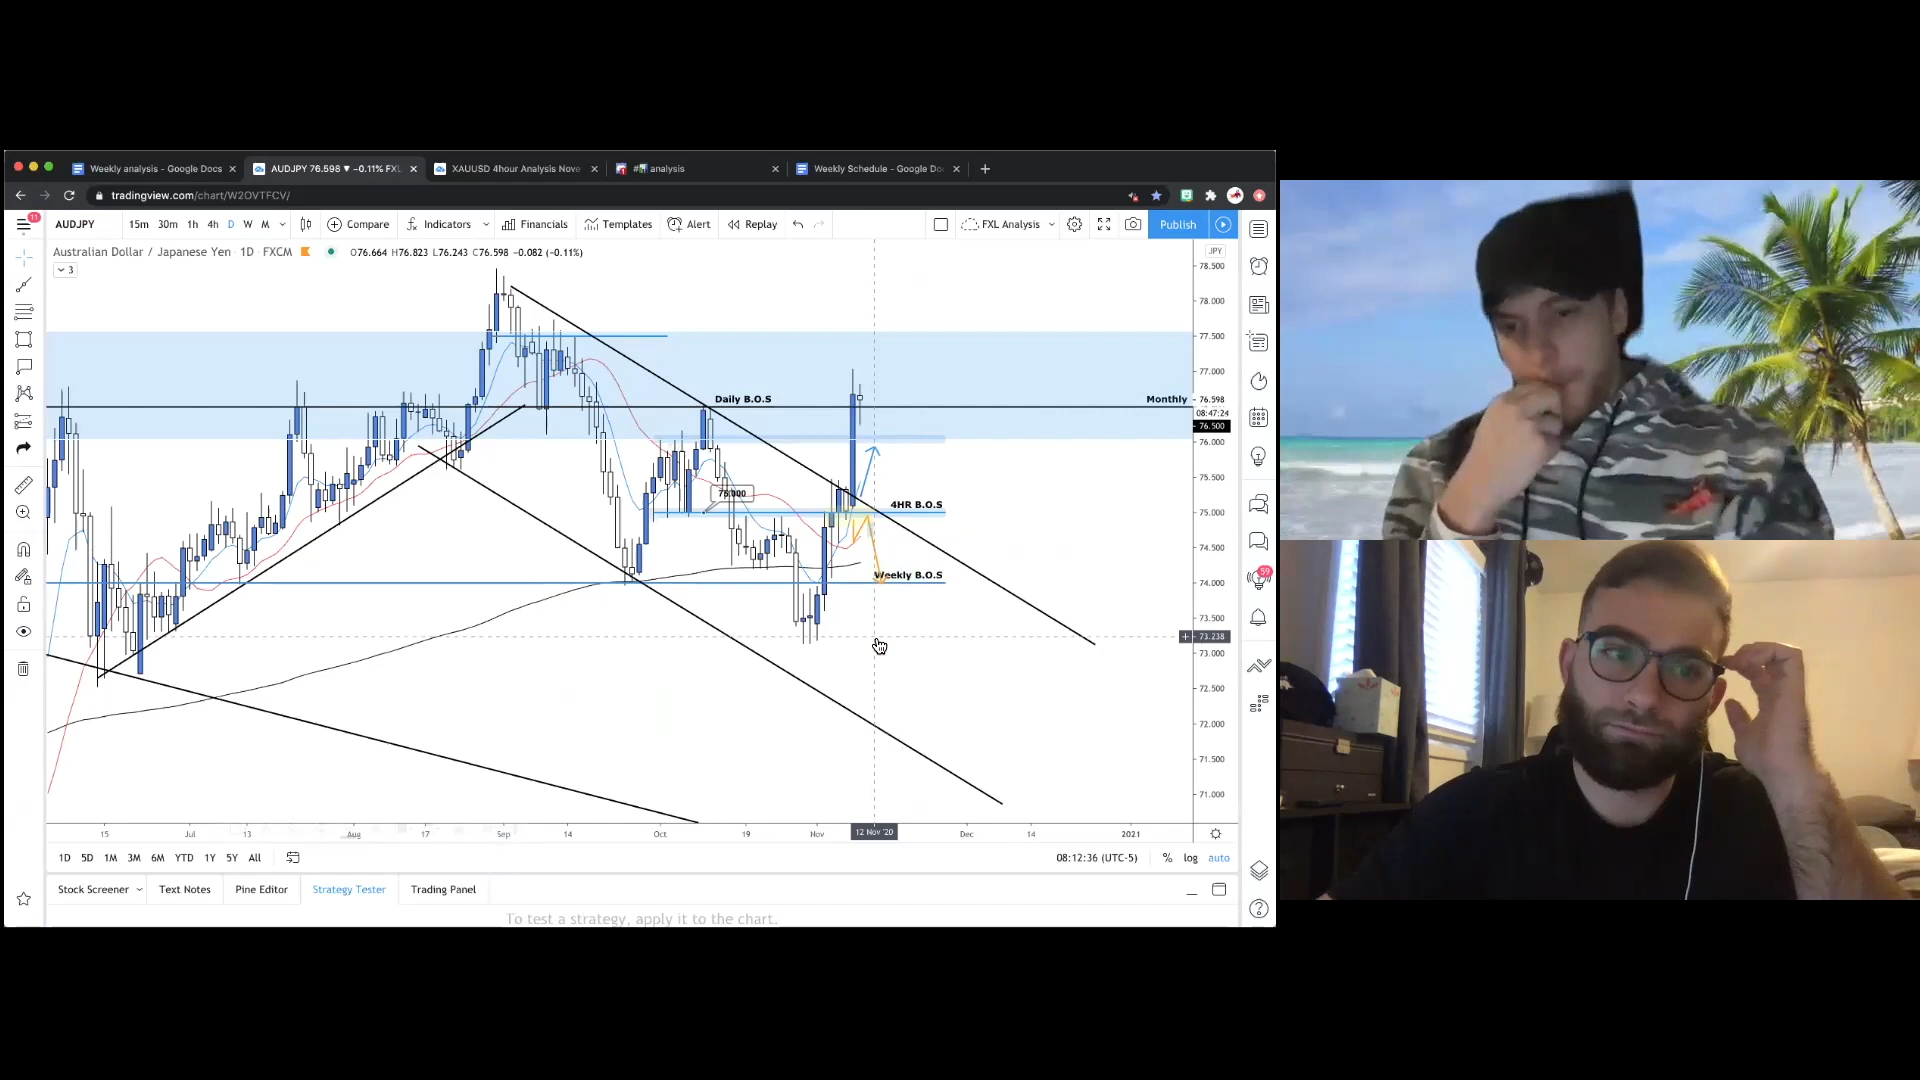 Weekly analysis - Google Docs
AUDJPY 76.598 ▼ −0.11% FXL
XAUUSD 4hour Analysis Nove
analysis
Weekly Schedule - Google Do
tradingview.com/chart/W2OVTFCV/
11
AUDJPY 15m 30m 1h 4h D W M Compare Indicators Financials Templates Alert Replay FXL Analysis Publish
Australian Dollar / Japanese Yen · 1D · FXCM O76.664 H76.823 L76.243 C76.598 −0.082 (−0.11%)
3
JPY
78.500
78.000
77.500
77.000
Daily B.O.S
Monthly
76.598
08:47:24
76.500
76.000
75.500
75.000
4HR B.O.S
75.000
74.500
Weekly B.O.S
74.000
59
73.500
73.238
73.000
72.500
72.000
71.500
71.000
15 Jul 13 Aug 17 Sep 14 Oct 19 Nov 12 Nov '20 Dec 14 2021
1D 5D 1M 3M 6M YTD 1Y 5Y All
08:12:36 (UTC-5) % log auto
Stock Screener Text Notes Pine Editor Strategy Tester Trading Panel
To test a strategy, apply it to the chart.